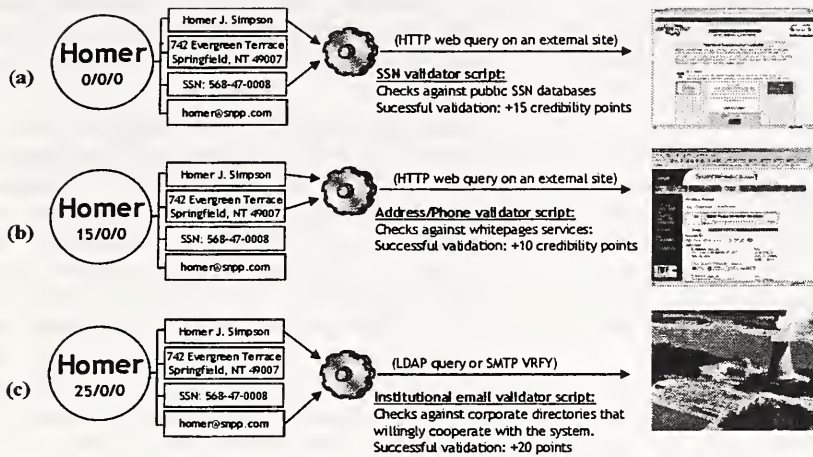 (a)
Homer
0/0/0
Homer J. Simpson
742 Evergreen Terrace
Springfield, NT 49007
SSN: 568-47-0008
homer@snpp.com
(HTTP web query on an external site)
SSN validator script:
Checks against public SSN databases
Sucessful validation: +15 credibility points
(b)
Homer
15/0/0
Homer J. Simpson
742 Evergreen Terrace
Springfield, NT 49007
SSN: 568-47-0008
homer@snpp.com
(HTTP web query on an external site)
Address/Phone validator script:
Checks against whitepages services:
Successful validation: +10 credibility points
(c)
Homer
25/0/0
Homer J. Simpson
742 Evergreen Terrace
Springfield, NT 49007
SSN: 568-47-0008
homer@snpp.com
(LDAP query or SMTP VRFY)
Institutional email validator script:
Checks against corporate directories that
willingly cooperate with the system.
Successful validation: +20 points